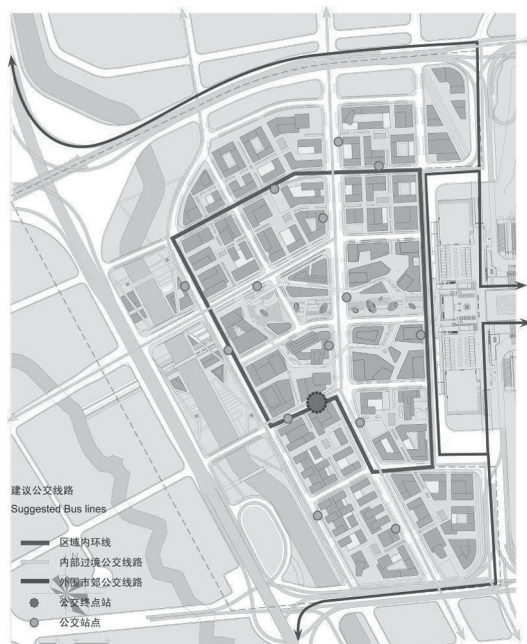 建议公交线路
Suggested Bus lines
区域内环线
内部过境公交线路
外围市郊公交线路
公交终点站
公交站点